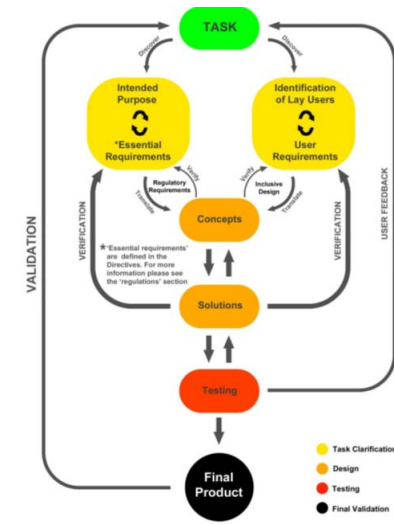 TASK
Discover
Discover
Intended
Purpose
*Essential
Requirements
Identification
of Lay Users
User
Requirements
Regulatory
Requirements
Verify
Translate
Inclusive
Design
Verify
Translate
Concepts
*'Essential requirements'
are defined in the
Directives. For more
information please see
the 'regulations' section
VALIDATION
VERIFICATION
VERIFICATION
USER FEEDBACK
Solutions
Testing
Final
Product
Task Clarification
Design
Testing
Final Validation